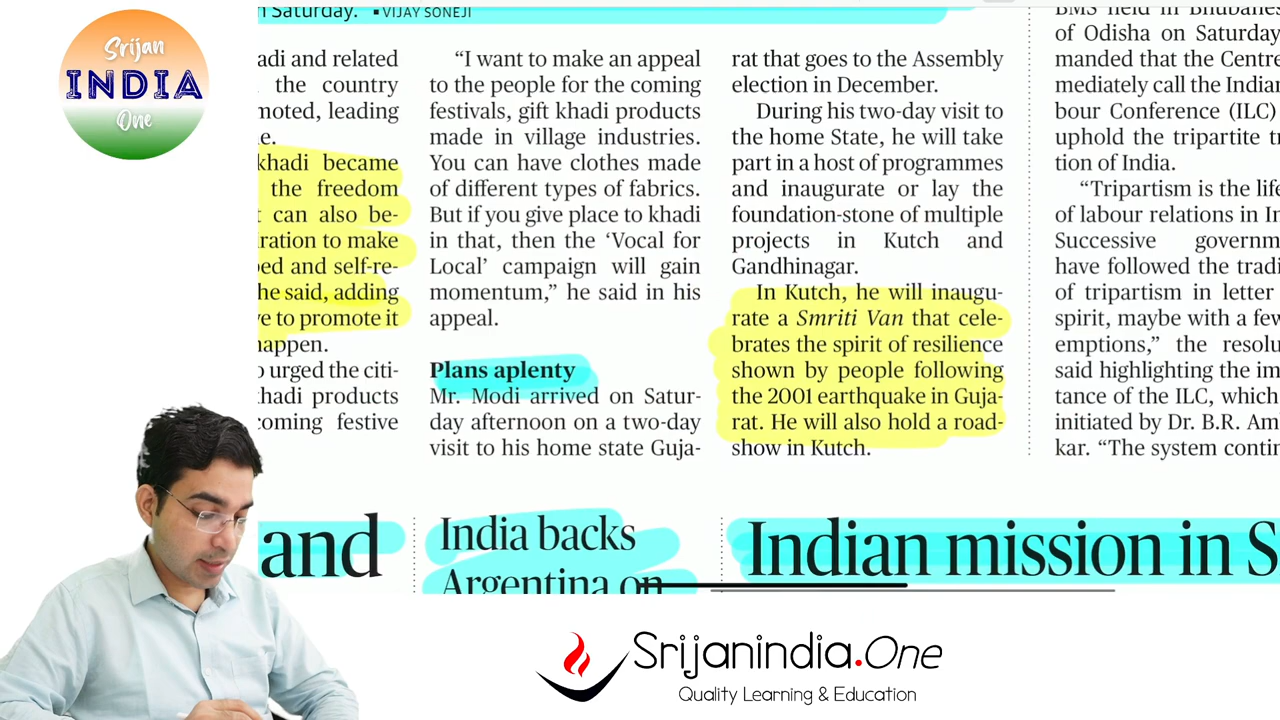 Srijan
INDIA
One
Saturday. ▪ VIJAY SONEJI
and related
the country
moted, leading
khadi became
the freedom
can also be-
ration to make
and self-re-
he said, adding
to promote it
happen.
urged the citi-
khadi products
coming festive
“I want to make an appeal
to the people for the coming
festivals, gift khadi products
made in village industries.
You can have clothes made
of different types of fabrics.
But if you give place to khadi
in that, then the ‘Vocal for
Local’ campaign will gain
momentum,” he said in his
appeal.
Plans aplenty
Mr. Modi arrived on Satur-
day afternoon on a two-day
visit to his home state Guja-
rat that goes to the Assembly
election in December.
During his two-day visit to
the home State, he will take
part in a host of programmes
and inaugurate or lay the
foundation-stone of multiple
projects in Kutch and
Gandhinagar.
In Kutch, he will inaugu-
rate a Smriti Van that cele-
brates the spirit of resilience
shown by people following
the 2001 earthquake in Guja-
rat. He will also hold a road-
show in Kutch.
BMS held in Bhubanes
of Odisha on Saturday
manded that the Centre
mediately call the Indian
bour Conference (ILC)
uphold the tripartite tr
tion of India.
“Tripartism is the life
of labour relations in In
Successive governm
have followed the tradi
of tripartism in letter
spirit, maybe with a few
emptions,” the resolu
said highlighting the im
tance of the ILC, which
initiated by Dr. B.R. Am
kar. “The system contin
and
India backs
Argentina on
Indian mission in S
Srijanindia.One
Quality Learning & Education